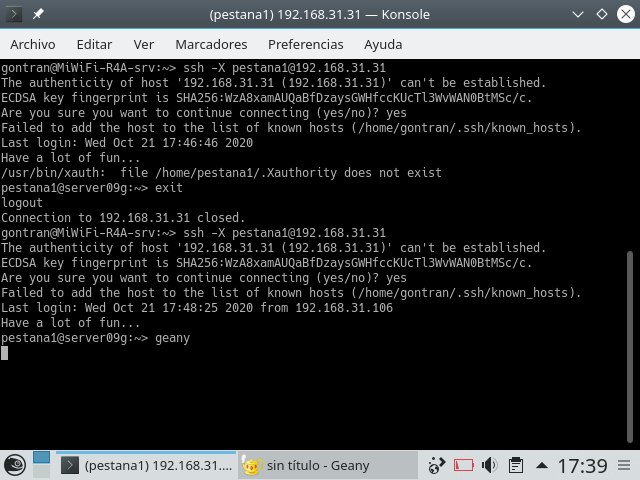 (pestana1) 192.168.31.31 — Konsole
Archivo Editar Ver Marcadores Preferencias Ayuda
gontran@MiWiFi-R4A-srv:~> ssh -X pestana1@192.168.31.31
The authenticity of host '192.168.31.31 (192.168.31.31)' can't be established.
ECDSA key fingerprint is SHA256:WzA8xamAUQaBfDzaysGWHfccKUcTl3WvWAN0BtMSc/c.
Are you sure you want to continue connecting (yes/no)? yes
Failed to add the host to the list of known hosts (/home/gontran/.ssh/known_hosts).
Last login: Wed Oct 21 17:46:46 2020
Have a lot of fun...
/usr/bin/xauth:  file /home/pestana1/.Xauthority does not exist
pestana1@server09g:~> exit
logout
Connection to 192.168.31.31 closed.
gontran@MiWiFi-R4A-srv:~> ssh -X pestana1@192.168.31.31
The authenticity of host '192.168.31.31 (192.168.31.31)' can't be established.
ECDSA key fingerprint is SHA256:WzA8xamAUQaBfDzaysGWHfccKUcTl3WvWAN0BtMSc/c.
Are you sure you want to continue connecting (yes/no)? yes
Failed to add the host to the list of known hosts (/home/gontran/.ssh/known_hosts).
Last login: Wed Oct 21 17:48:25 2020 from 192.168.31.106
Have a lot of fun...
pestana1@server09g:~> geany
(pestana1) 192.168.31.... sin título - Geany 17:39